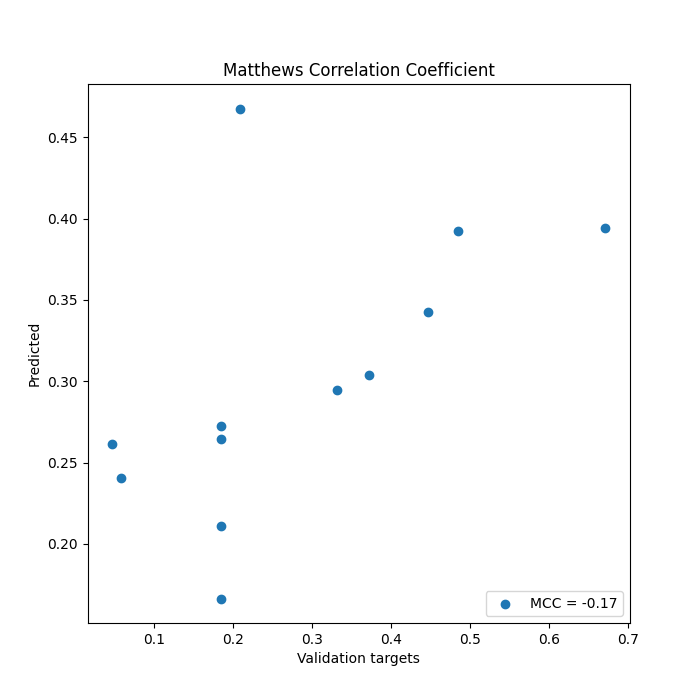 Matthews Correlation Coefficient
0.45
0.40
0.35
0.30
0.25
0.20
Predicted
MCC = -0.17
0.1 0.2 0.3 0.4 0.5 0.6 0.7
Validation targets